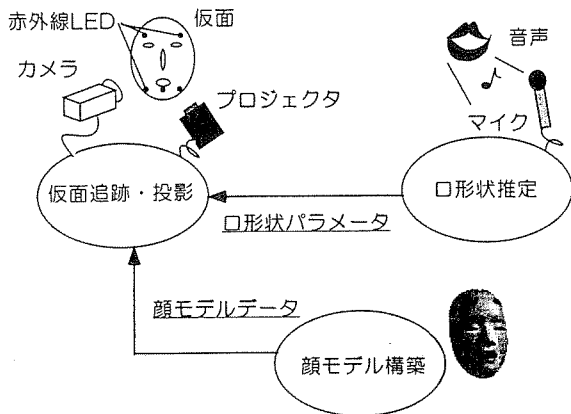 赤外線LED
仮面
カメラ
プロジェクタ
音声
マイク
仮面追跡・投影
口形状推定
口形状パラメータ
顔モデルデータ
顔モデル構築